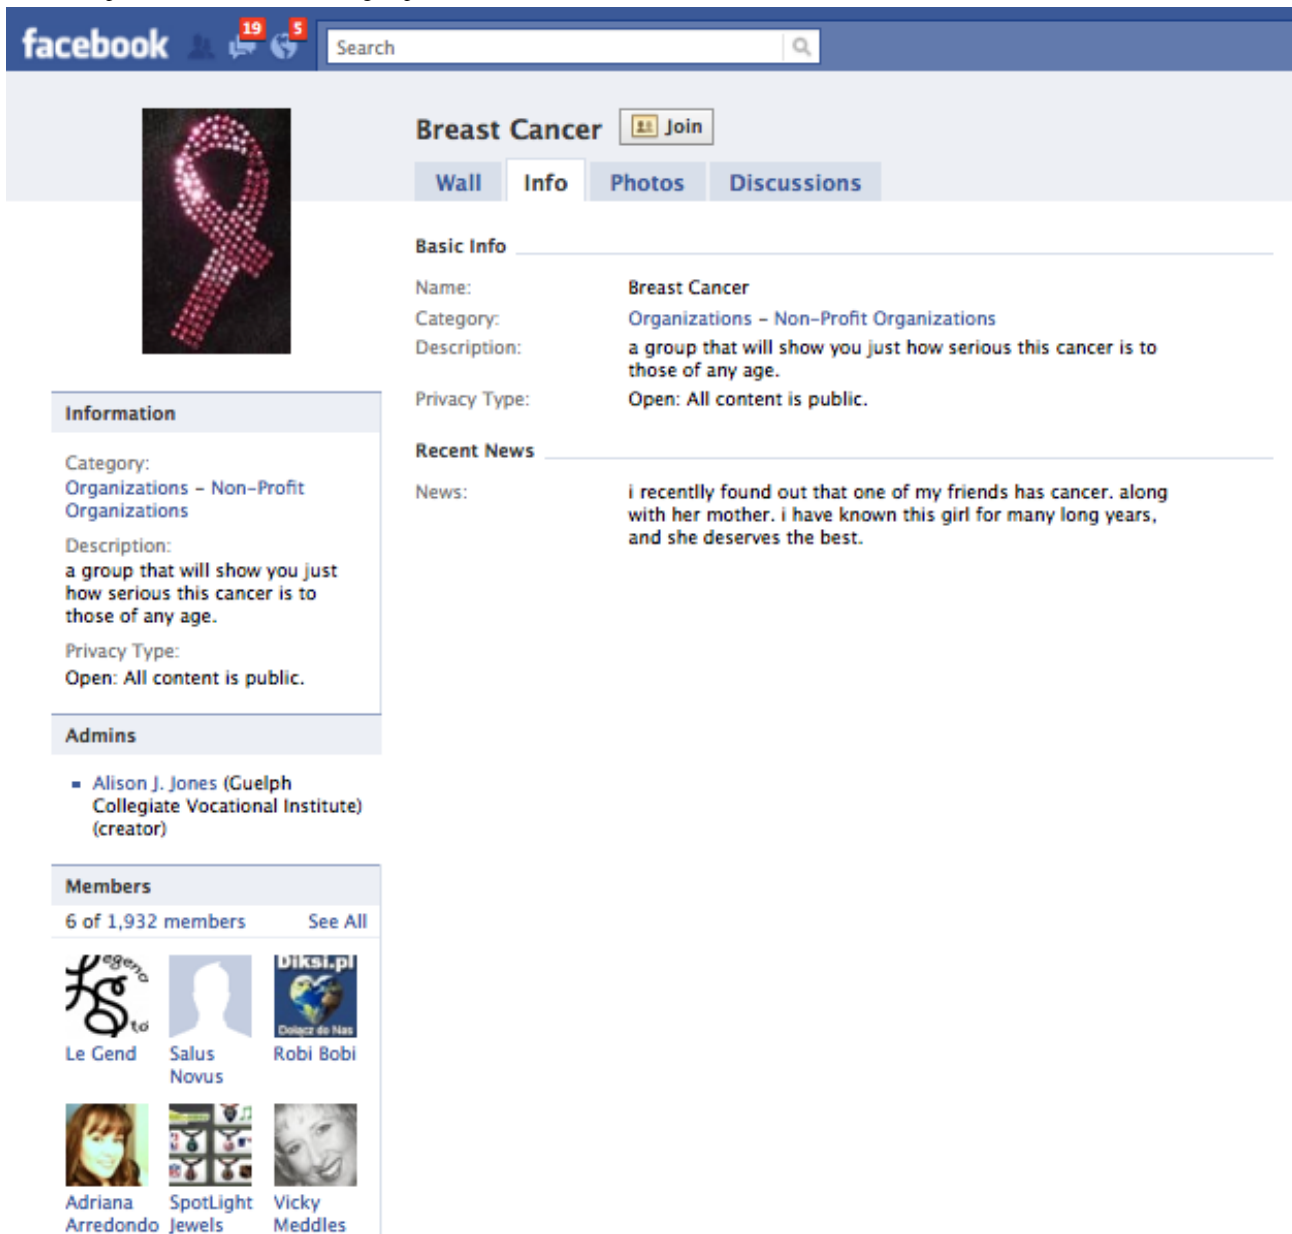 facebook
19
5
Search
Breast Cancer
Join
Wall
Info
Photos
Discussions
Basic Info
Name:
Breast Cancer
Category:
Organizations – Non-Profit Organizations
Description:
a group that will show you just how serious this cancer is to
those of any age.
Privacy Type:
Open: All content is public.
Recent News
News:
i recentlly found out that one of my friends has cancer. along
with her mother. i have known this girl for many long years,
and she deserves the best.
Information
Category:
Organizations – Non-Profit
Organizations
Description:
a group that will show you just
how serious this cancer is to
those of any age.
Privacy Type:
Open: All content is public.
Admins
Alison J. Jones (Guelph
Collegiate Vocational Institute)
(creator)
Members
6 of 1,932 members
See All
Diksi.pl
Dołącz do Nas
Le Gend
Salus
Novus
Robi Bobi
Adriana
Arredondo
SpotLight
Jewels
Vicky
Meddles